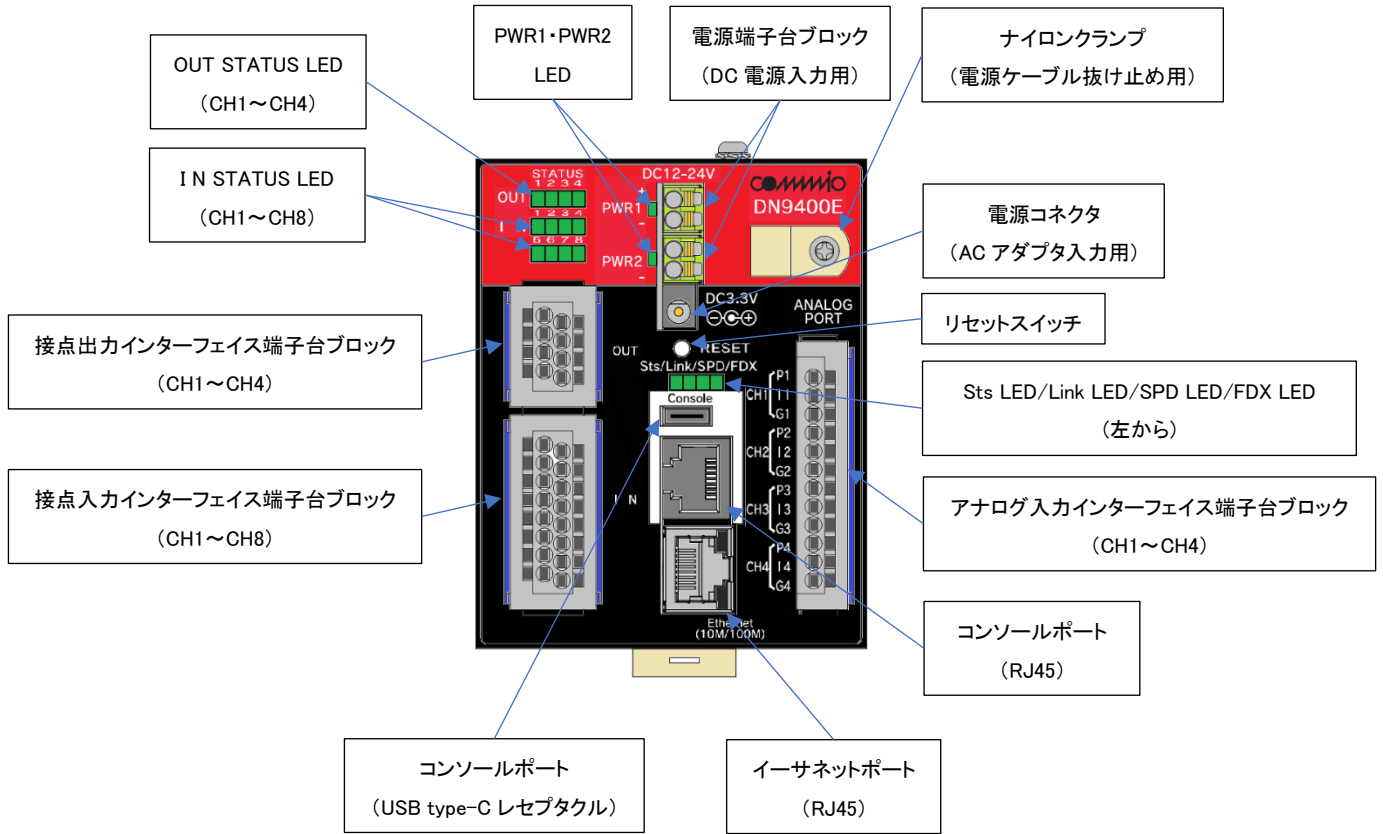 OUT STATUS LED
（CH1～CH4）
PWR1・PWR2
LED
電源端子台ブロック
（DC 電源入力用）
ナイロンクランプ
（電源ケーブル抜け止め用）
I N STATUS LED
（CH1～CH8）
電源コネクタ
（AC アダプタ入力用）
リセットスイッチ
接点出力インターフェイス端子台ブロック
（CH1～CH4）
Sts LED/Link LED/SPD LED/FDX LED
（左から）
接点入力インターフェイス端子台ブロック
（CH1～CH8）
アナログ入力インターフェイス端子台ブロック
（CH1～CH4）
コンソールポート
（RJ45）
コンソールポート
（USB type-C レセプタクル）
イーサネットポート
（RJ45）
STATUS
1 2 3 4
OUT
1 2 3 4
5 6 7 8
DC12-24V
+
PWR1
-
PWR2
-
commio
DN9400E
DC3.3V
ANALOG
PORT
OUT
RESET
Sts/Link/SPD/FDX
Console
I N
CH1
P1
I1
G1
CH2
P2
I2
G2
CH3
P3
I3
G3
CH4
P4
I4
G4
Ethernet
(10M/100M)